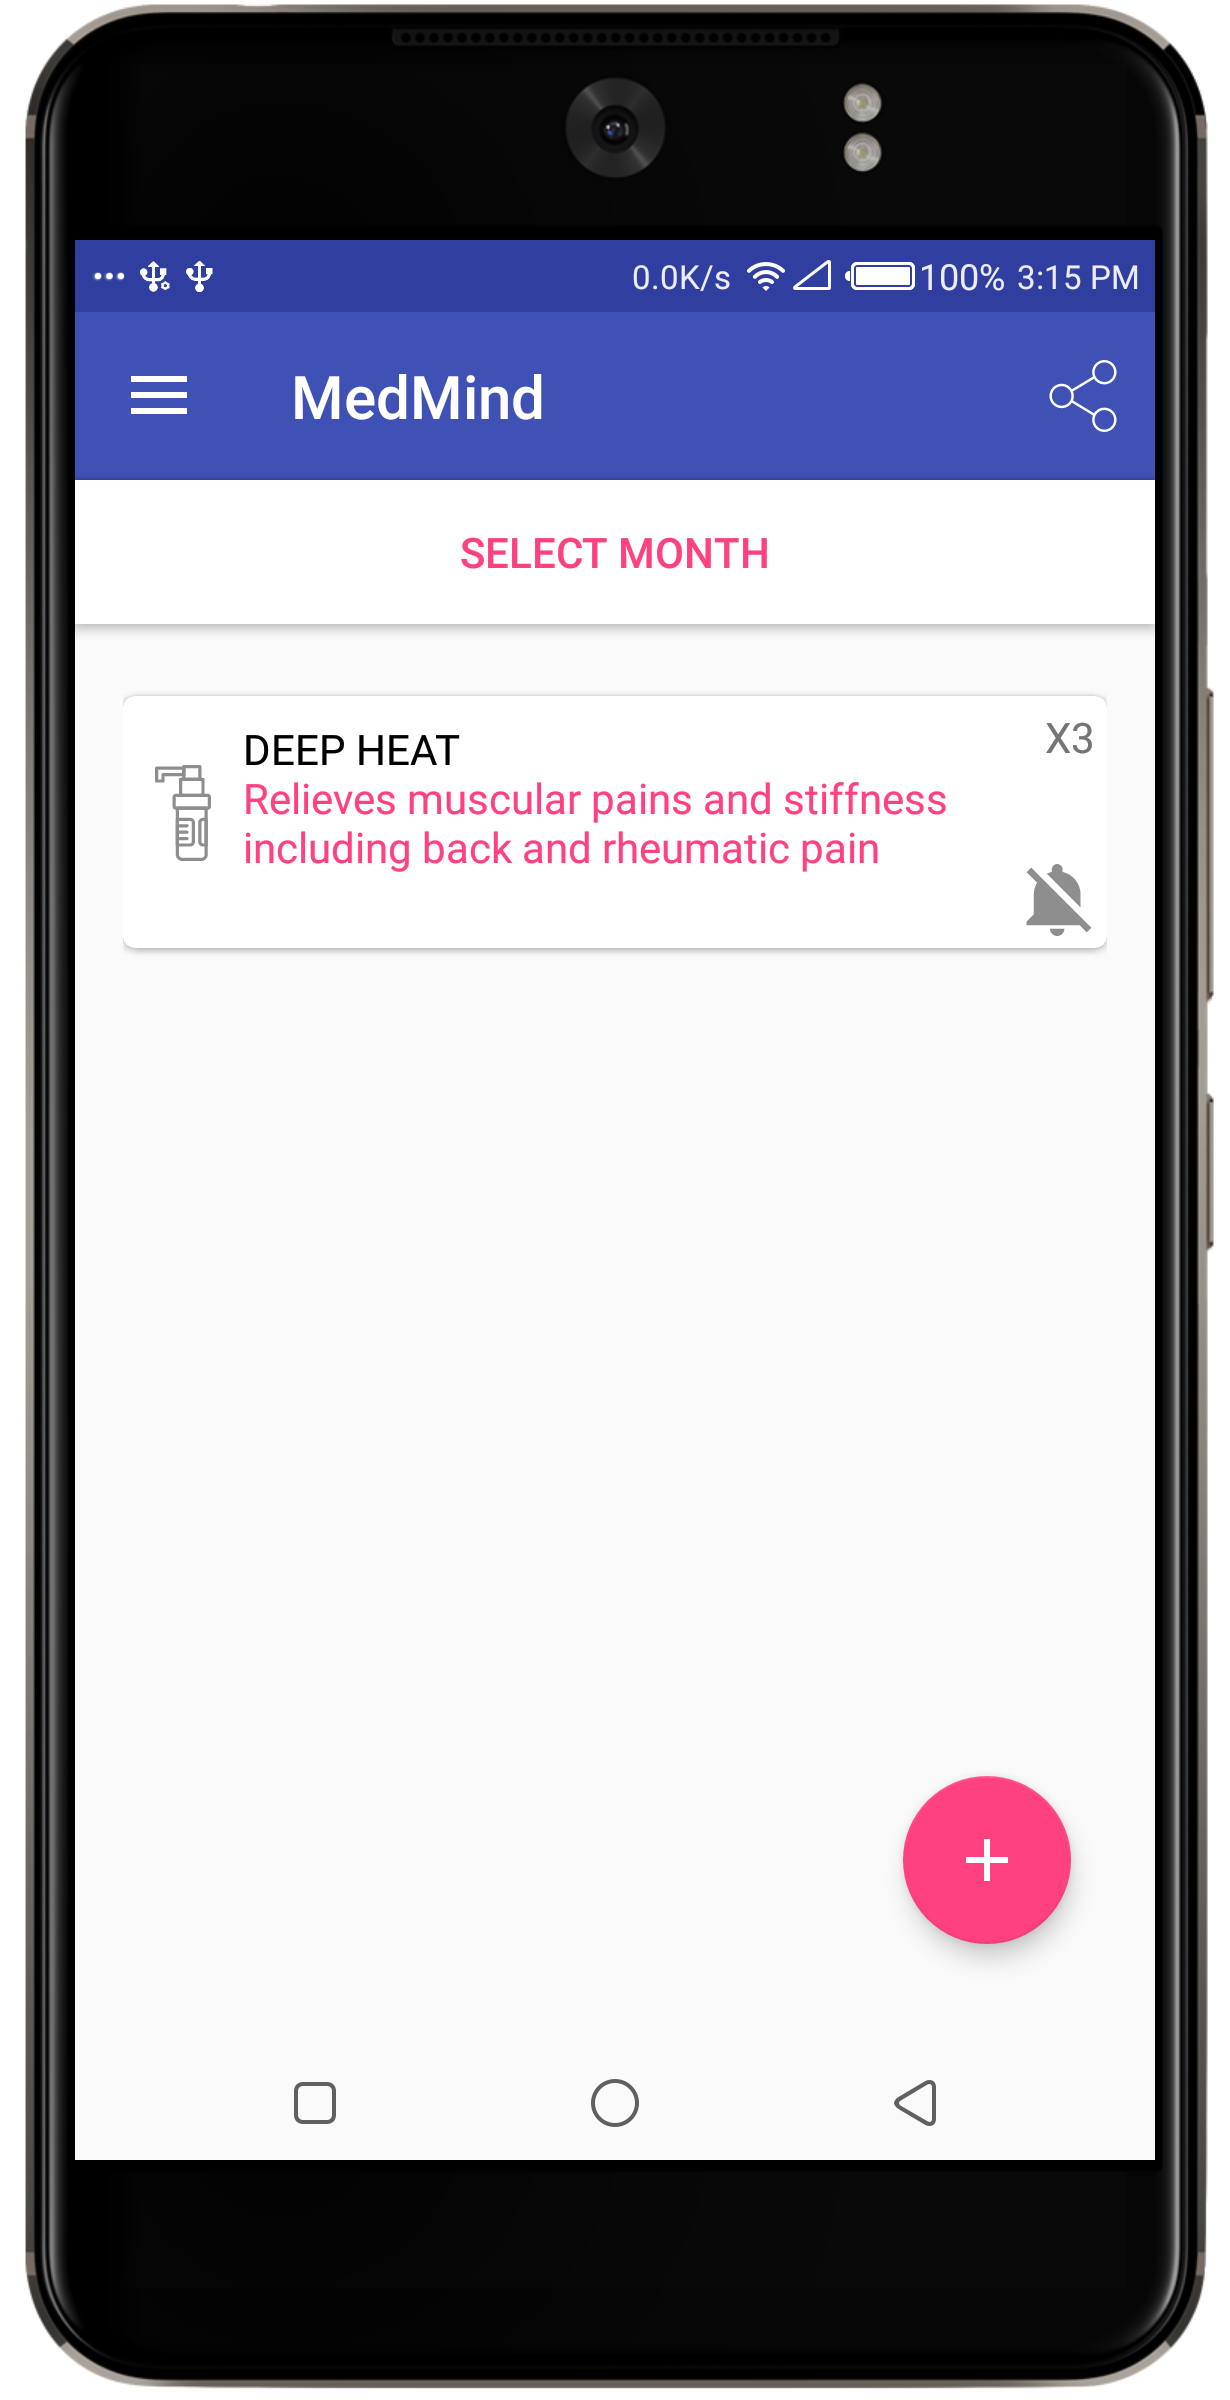 0.0K/s 100% 3:15 PM
MedMind
SELECT MONTH
DEEP HEAT
X3
Relieves muscular pains and stiffness
including back and rheumatic pain